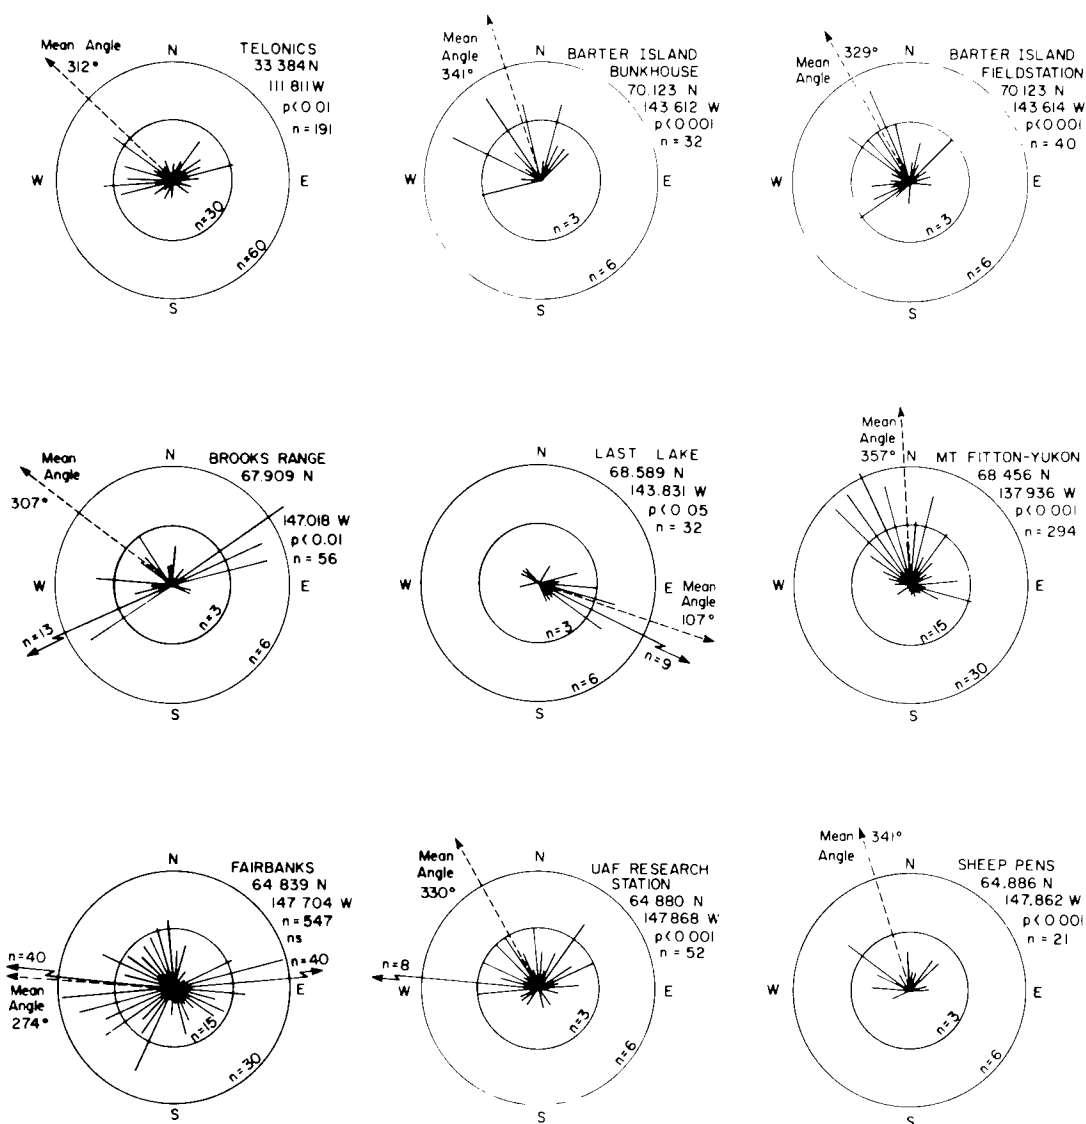 Mean Angle
312°
N
TELONICS
33 384 N
111 811 W
p<0 01
n = 191
W
E
n=30
n=60
S
Mean
Angle
341°
N
BARTER ISLAND
BUNKHOUSE
70.123 N
143 612 W
p<0 001
n = 32
W
E
n=3
n=6
S
329°
Mean
Angle
N
BARTER ISLAND
FIELDSTATION
70 123 N
143 614 W
p<0.001
n = 40
W
E
n=3
n=6
S
Mean
Angle
307°
N
BROOKS RANGE
67.909 N
147.018 W
p<0.01
n = 56
W
E
n=13
n=3
n=6
S
N
LAST LAKE
68.589 N
143.831 W
p<0 05
n = 32
W
E
Mean
Angle
107°
n=3
n=9
n=6
S
Mean
Angle
357°
N
MT FITTON-YUKON
68 456 N
137 936 W
p<0 001
n = 294
W
E
n=15
n=30
S
N
FAIRBANKS
64 839 N
147 704 W
n=547
ns
n=40
n=40
E
Mean
Angle
274°
n=15
n=30
S
Mean
Angle
330°
N
UAF RESEARCH
STATION
64 880 N
147 868 W
p<0 001
n = 52
n=8
W
E
n=3
n=6
S
Mean
Angle
341°
N
SHEEP PENS
64.886 N
147.862 W
p<0 001
n = 21
W
E
n=3
n=6
S